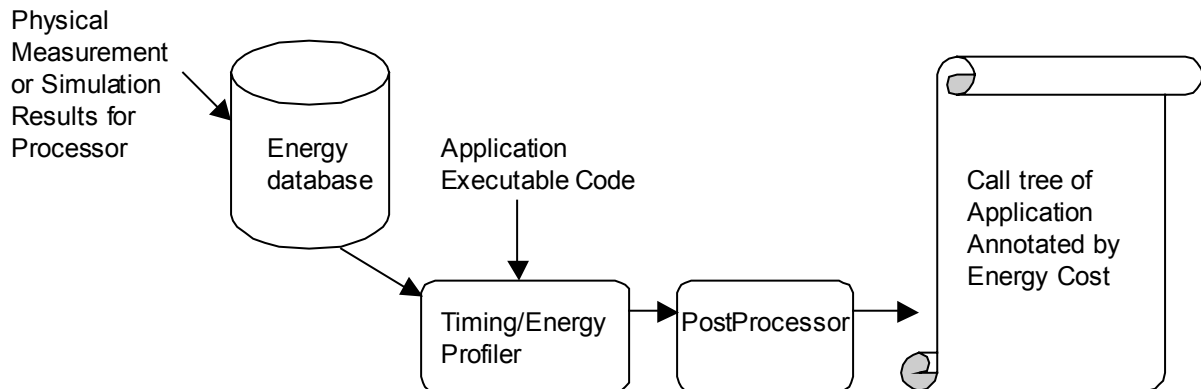 Physical
Measurement
or Simulation
Results for
Processor
Energy
database
Application
Executable Code
Timing/Energy
Profiler
PostProcessor
Call tree of
Application
Annotated by
Energy Cost